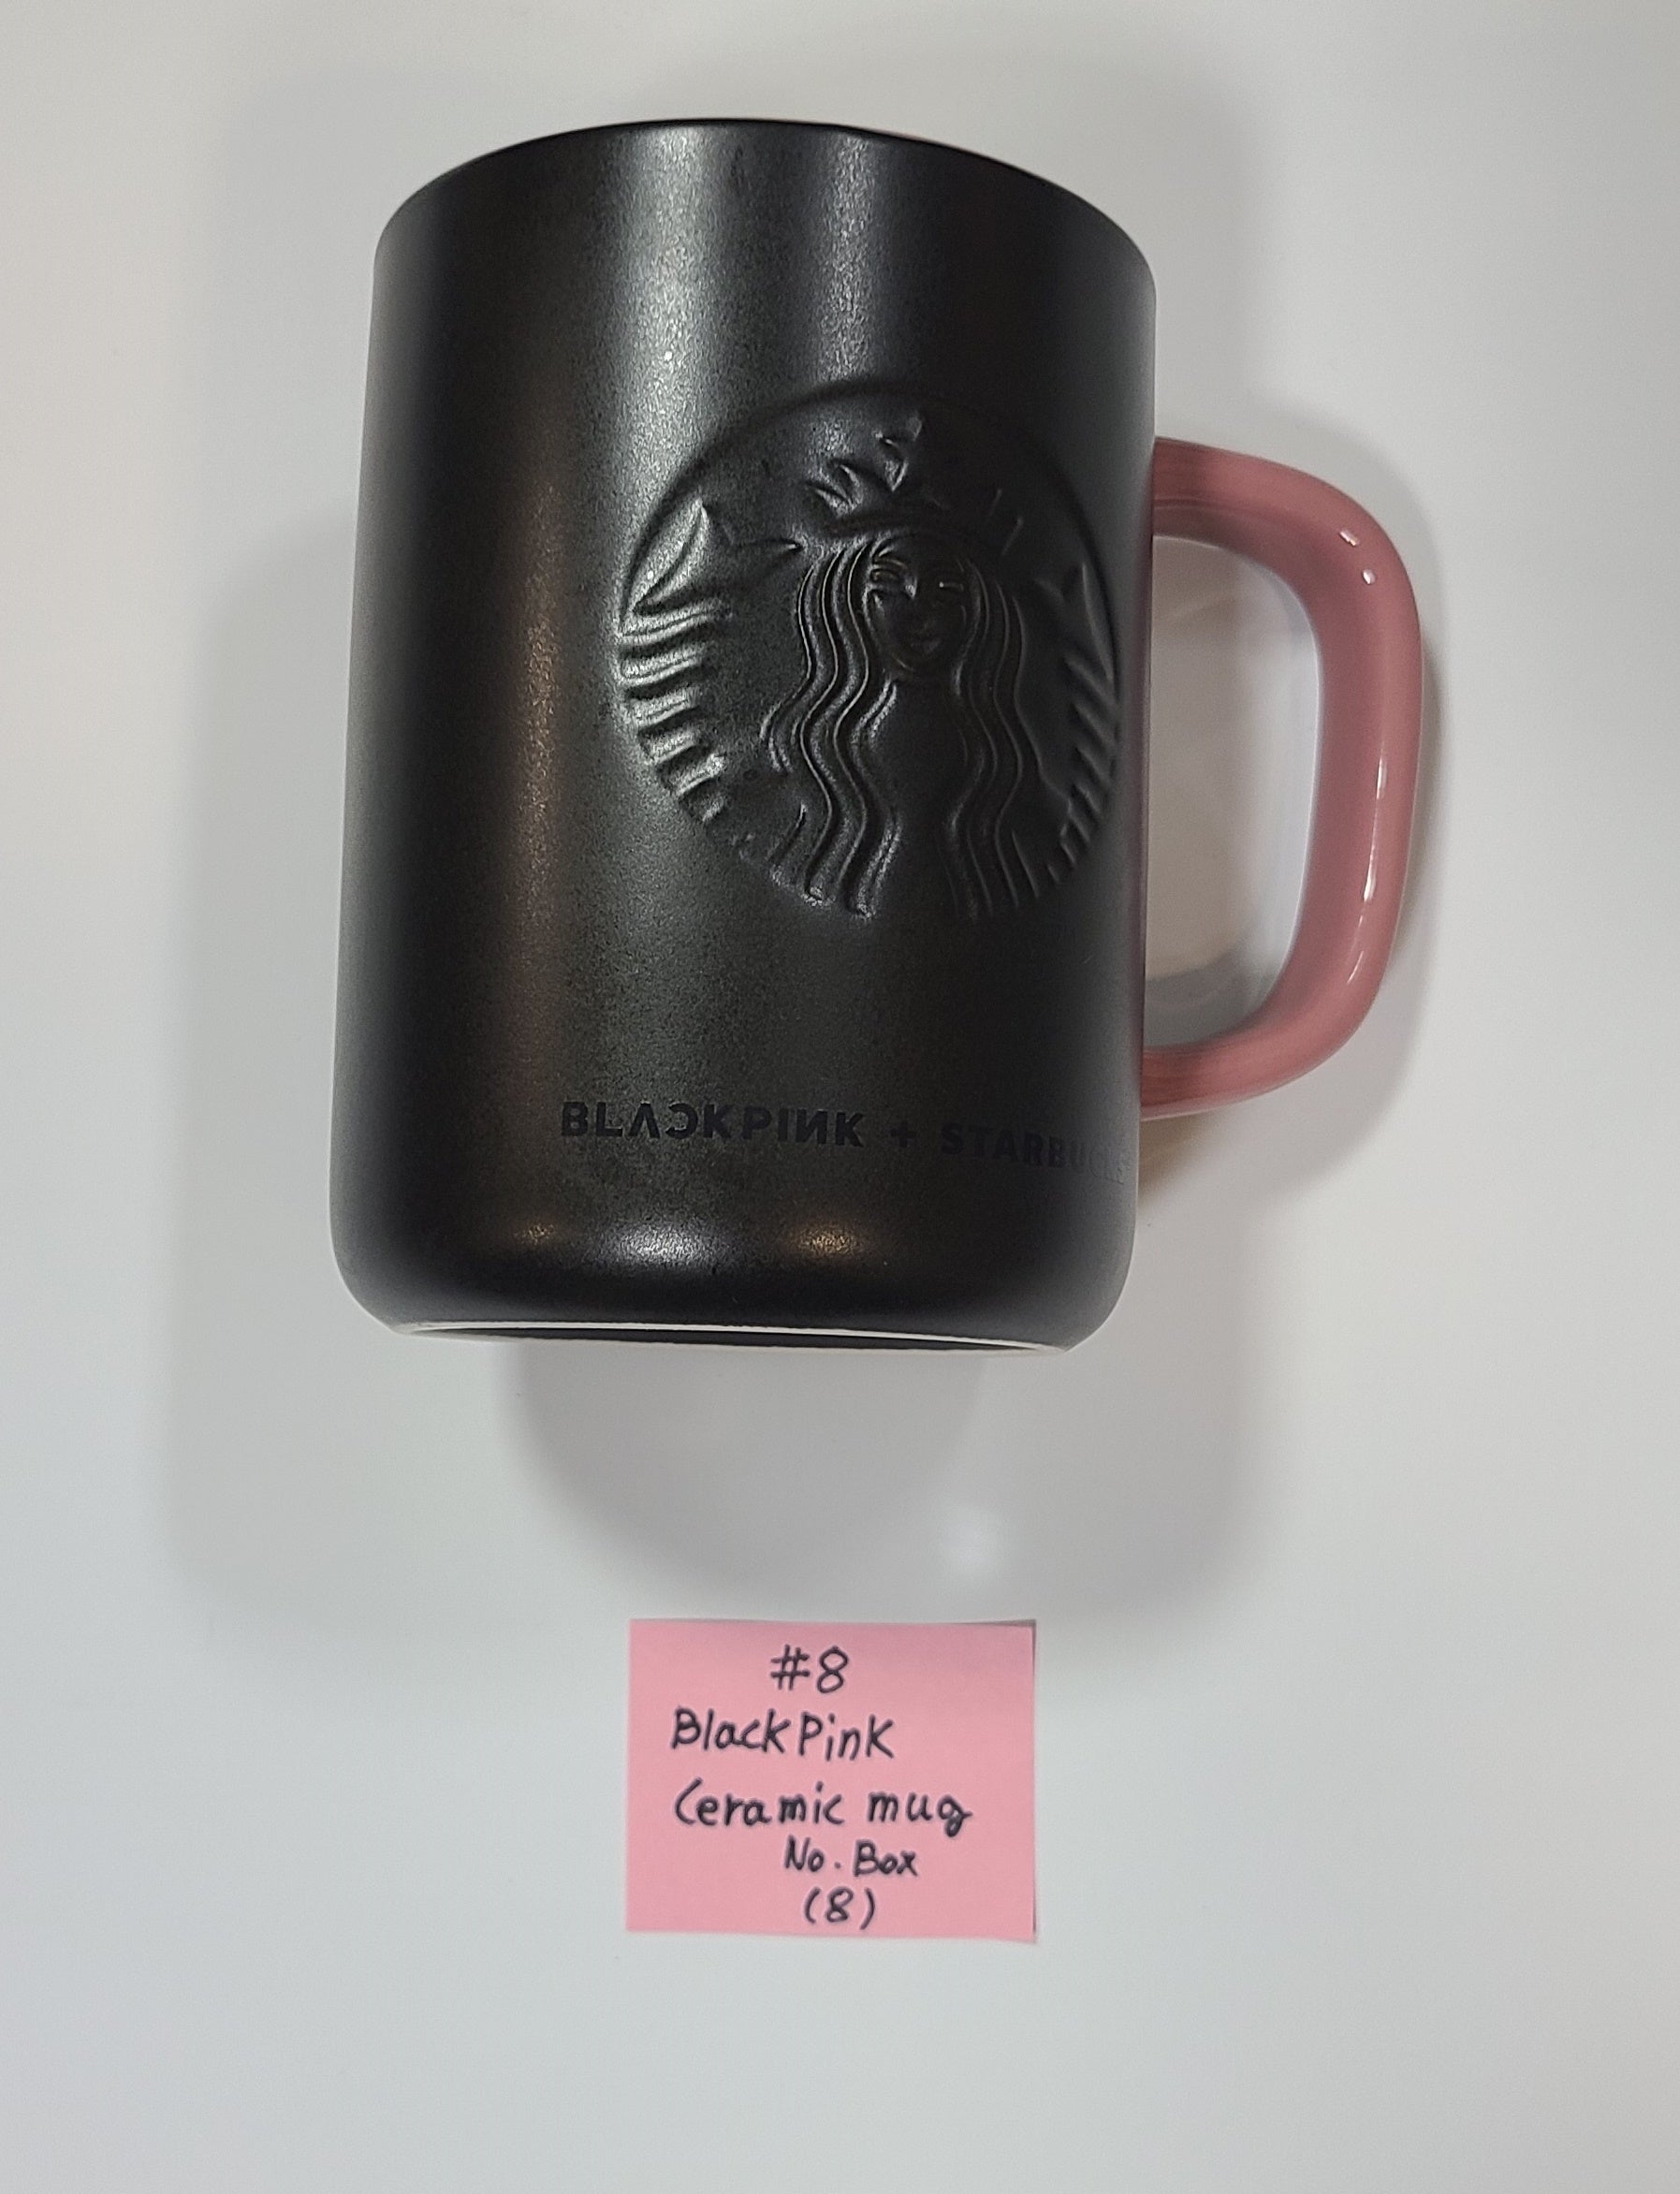 BLACKPINK + STARBUCKS
#8
BlackPink
Ceramic mug
No. Box
(8)